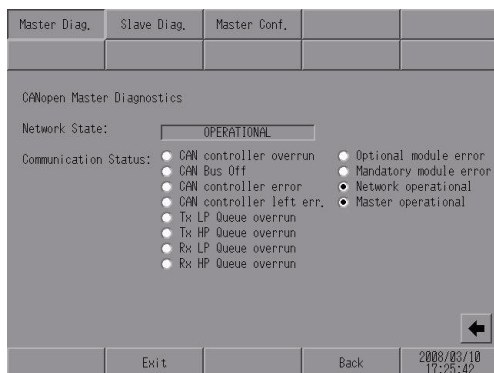 Master Diag. Slave Diag. Master Conf.
CANopen Master Diagnostics
Network State: OPERATIONAL
Communication Status:
CAN controller overrun
CAN Bus Off
CAN controller error
CAN controller left err.
Tx LP Queue overrun
Tx HP Queue overrun
Rx LP Queue overrun
Rx HP Queue overrun
Optional module error
Mandatory module error
Network operational
Master operational
Exit Back 2008/03/10
17:25:42